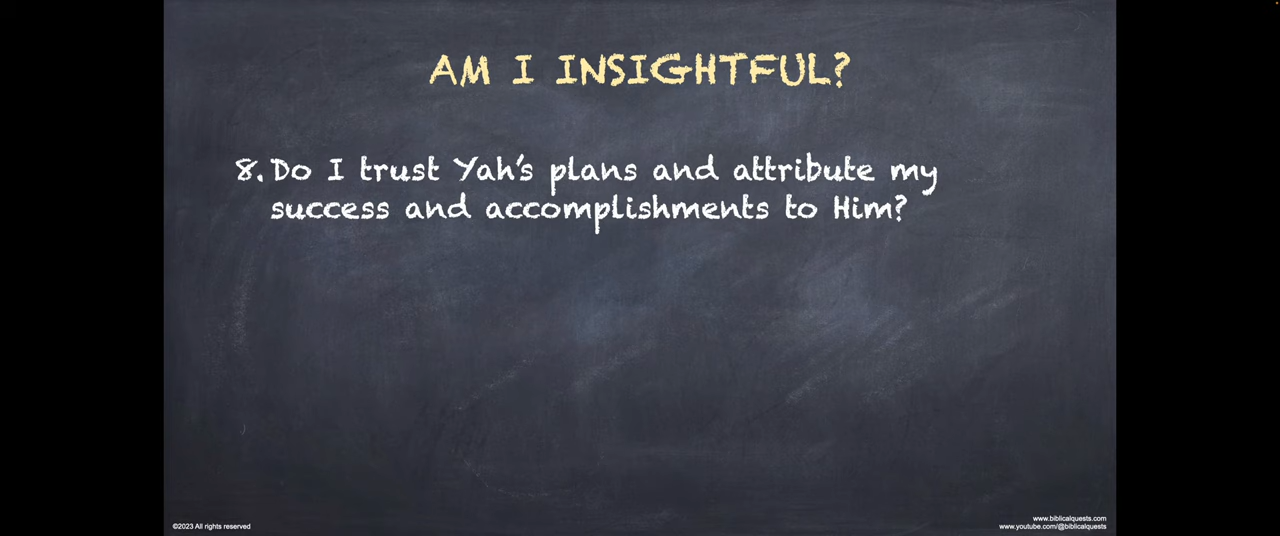 AM I INSIGHTFUL?
8. Do I trust Yah's plans and attribute my
success and accomplishments to Him?
©2023 All rights reserved
www.biblicalquests.com
www.youtube.com/@biblicalquests